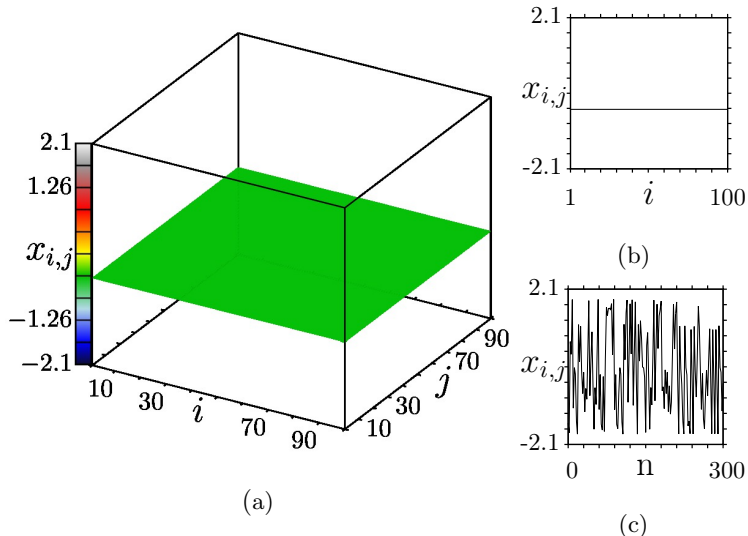 2.1
1.26
x_{i,j}
−1.26
−2.1
10
30
i
70
90
10
30
j
70
90
(a)
2.1
x_{i,j}
-2.1
1
i
100
(b)
2.1
x_{i,j}
-2.1
0
n
300
(c)